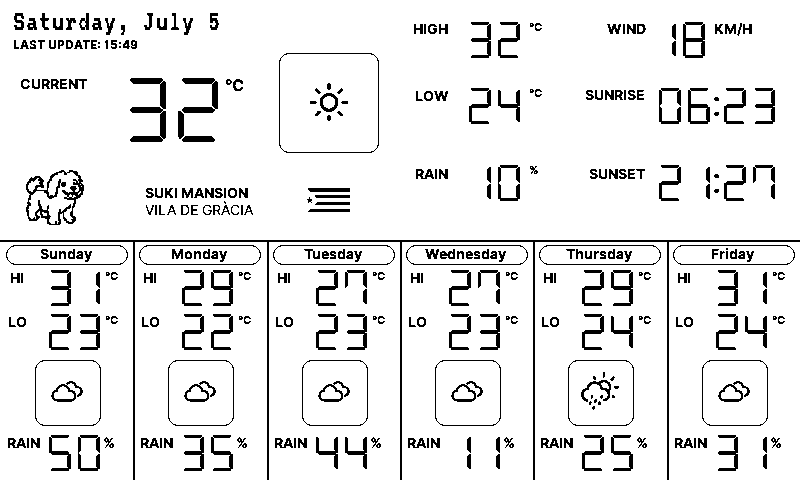 Saturday, July 5
LAST UPDATE: 15:49
CURRENT 32°C
SUKI MANSION
VILA DE GRÀCIA
HIGH 32°C
LOW 24°C
RAIN 10%
WIND 18 KM/H
SUNRISE 06:23
SUNSET 21:27
Sunday
HI 31°C
LO 23°C
RAIN 50%
Monday
HI 29°C
LO 22°C
RAIN 35%
Tuesday
HI 27°C
LO 23°C
RAIN 44%
Wednesday
HI 27°C
LO 23°C
RAIN 11%
Thursday
HI 29°C
LO 24°C
RAIN 25%
Friday
HI 31°C
LO 24°C
RAIN 31%